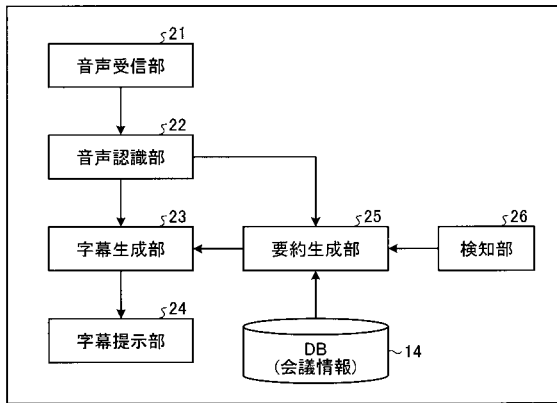 21
音声受信部
22
音声認識部
23
字幕生成部
25
要約生成部
26
検知部
24
字幕提示部
DB
(会議情報)
14